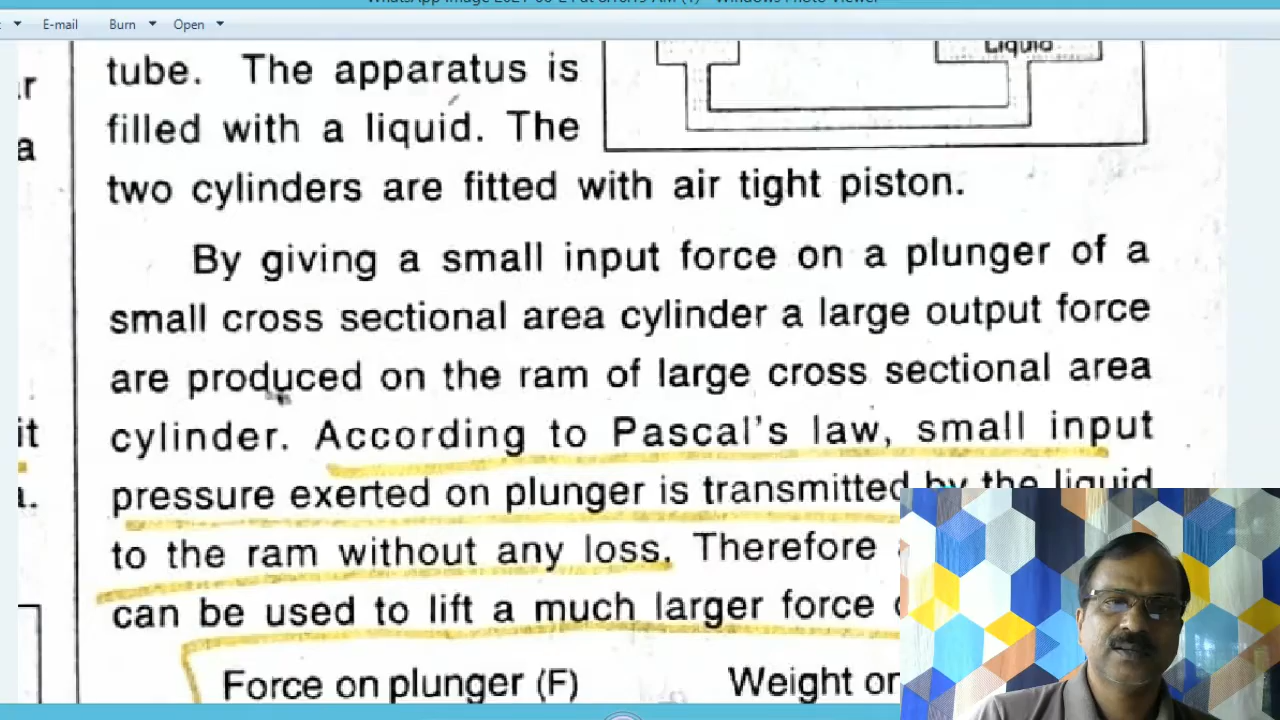 E-mail Burn Open
Liquid
tube. The apparatus is
filled with a liquid. The
two cylinders are fitted with air tight piston.
By giving a small input force on a plunger of a
small cross sectional area cylinder a large output force
are produced on the ram of large cross sectional area
cylinder. According to Pascal's law, small input
pressure exerted on plunger is transmitted by the liquid
to the ram without any loss. Therefore
can be used to lift a much larger force
Force on plunger (F) Weight
it
a